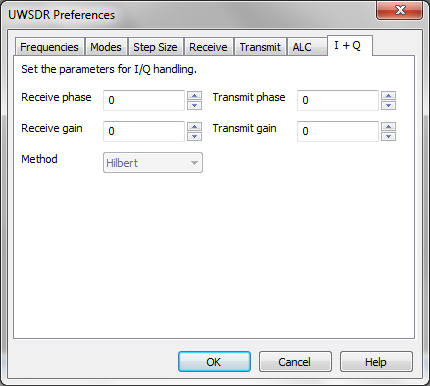 UWSDR Preferences
Frequencies Modes Step Size Receive Transmit ALC I + Q
Set the parameters for I/Q handling.
Receive phase 0 Transmit phase 0
Receive gain 0 Transmit gain 0
Method Hilbert
OK Cancel Help